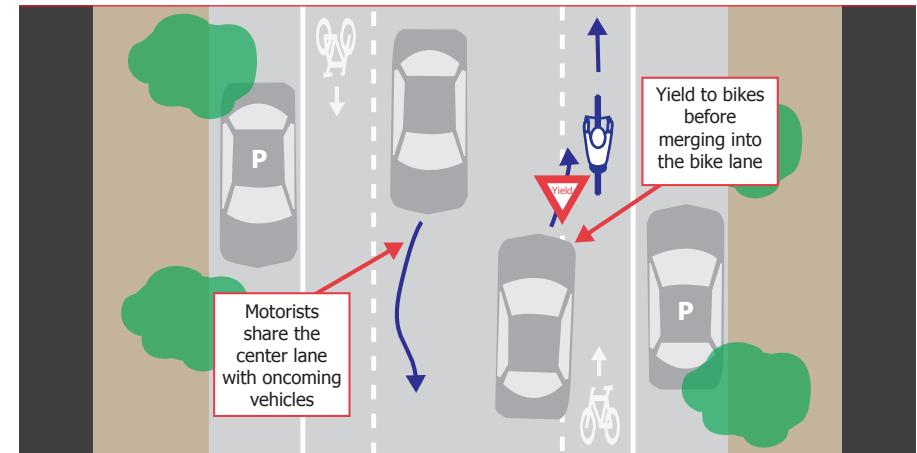 Yield to bikes
before
merging into
the bike lane
P
Yield
P
Motorists
share the
center lane
with oncoming
vehicles